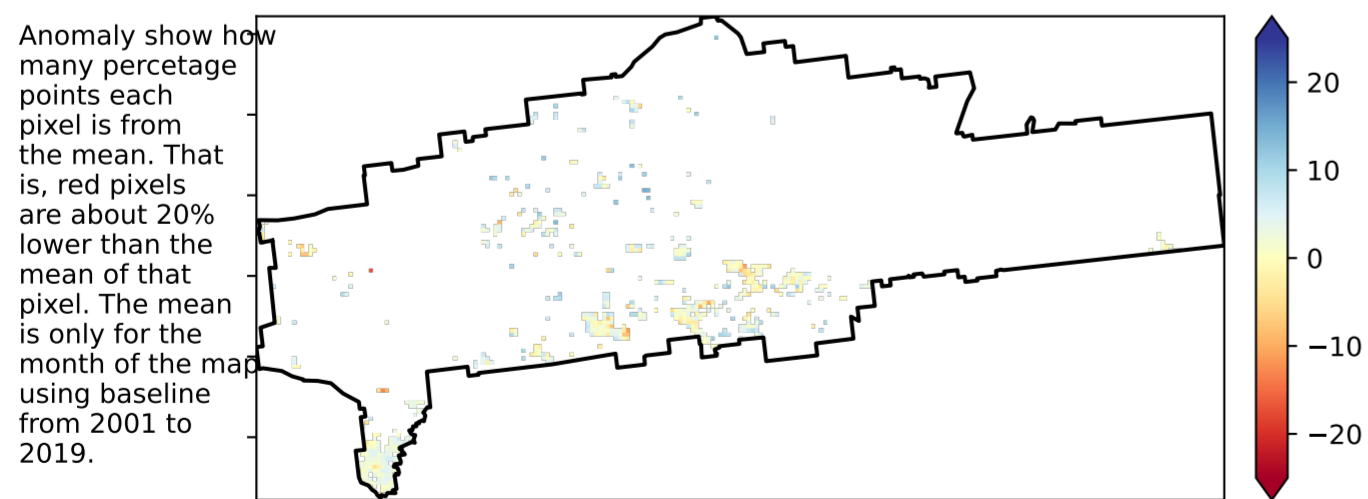 Anomaly show how
many percetage
points each
pixel is from
the mean. That
is, red pixels
are about 20%
lower than the
mean of that
pixel. The mean
is only for the
month of the map
using baseline
from 2001 to
2019.
20
10
0
−10
−20